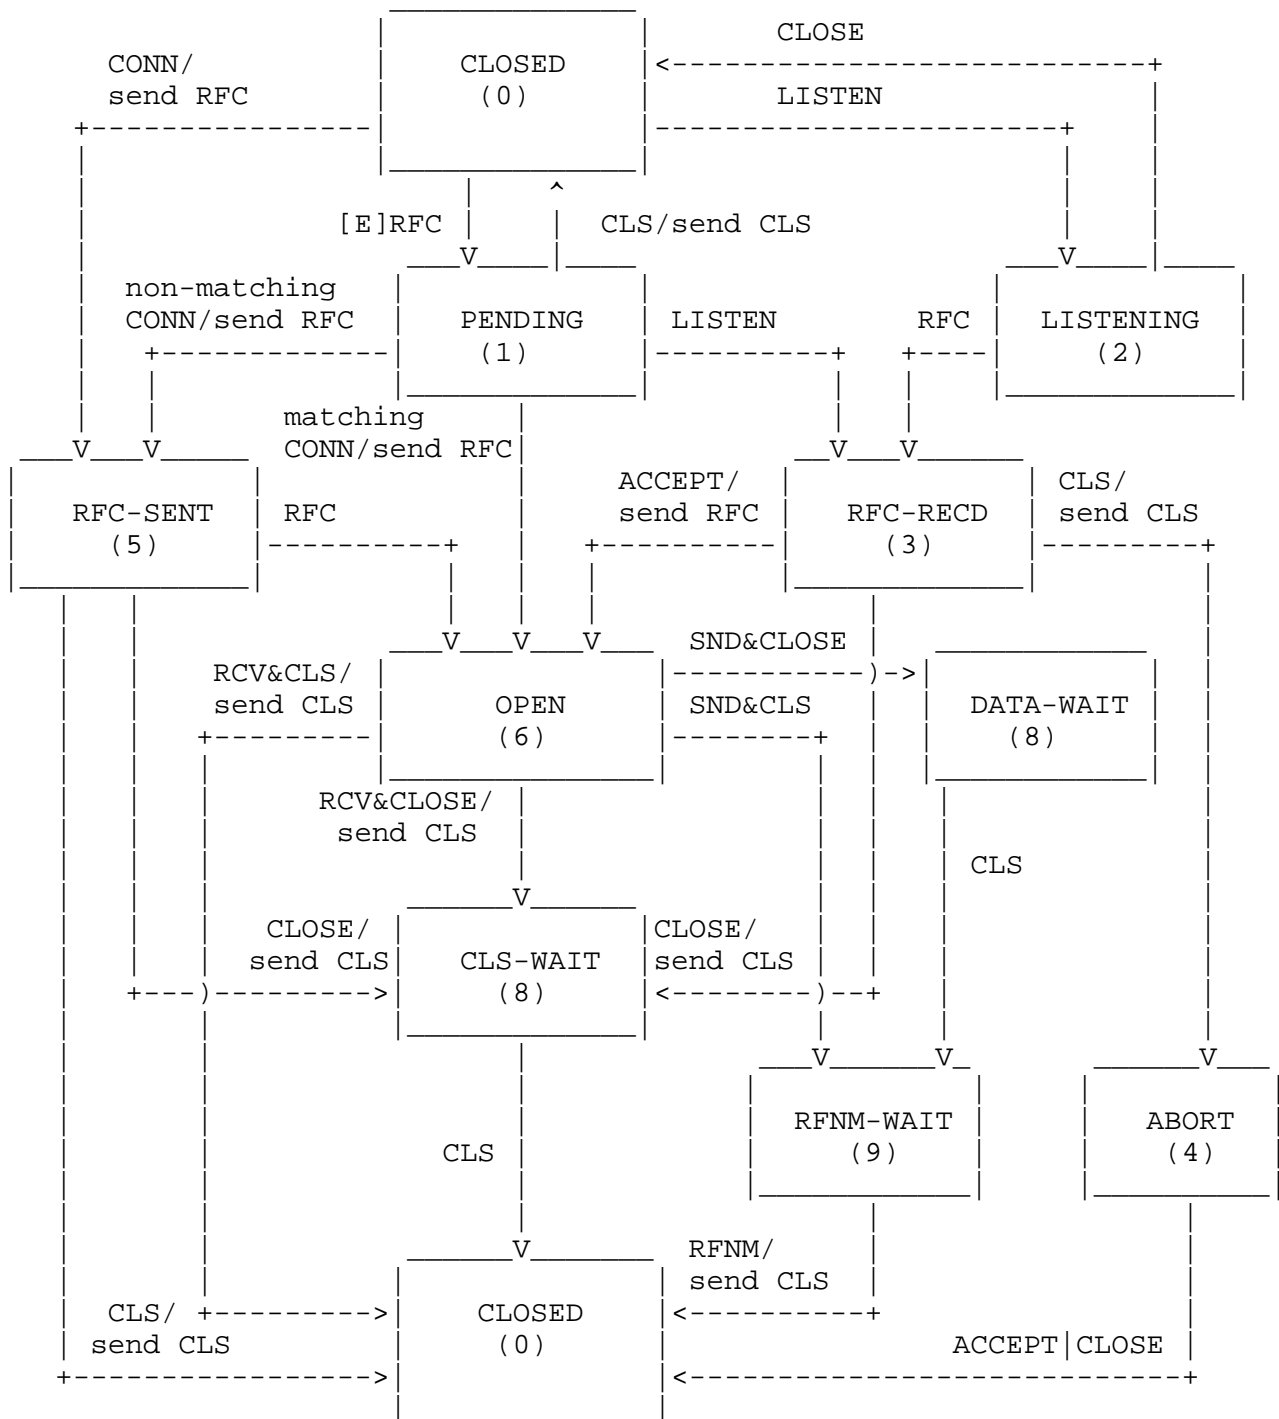 CLOSE
CONN/ CLOSED
send RFC (0) LISTEN
[E]RFC CLS/send CLS
non-matching
CONN/send RFC PENDING LISTEN RFC LISTENING
(1) (2)
matching
CONN/send RFC
ACCEPT/ CLS/
RFC-SENT RFC send RFC RFC-RECD send CLS
(5) (3)
SND&CLOSE
RCV&CLS/
send CLS OPEN SND&CLS DATA-WAIT
(6) (8)
RCV&CLOSE/
send CLS
CLS
CLOSE/ CLOSE/
send CLS CLS-WAIT send CLS
(8)
RFNM-WAIT ABORT
CLS (9) (4)
RFNM/
send CLS
CLS/ CLOSED
send CLS (0) ACCEPT|CLOSE